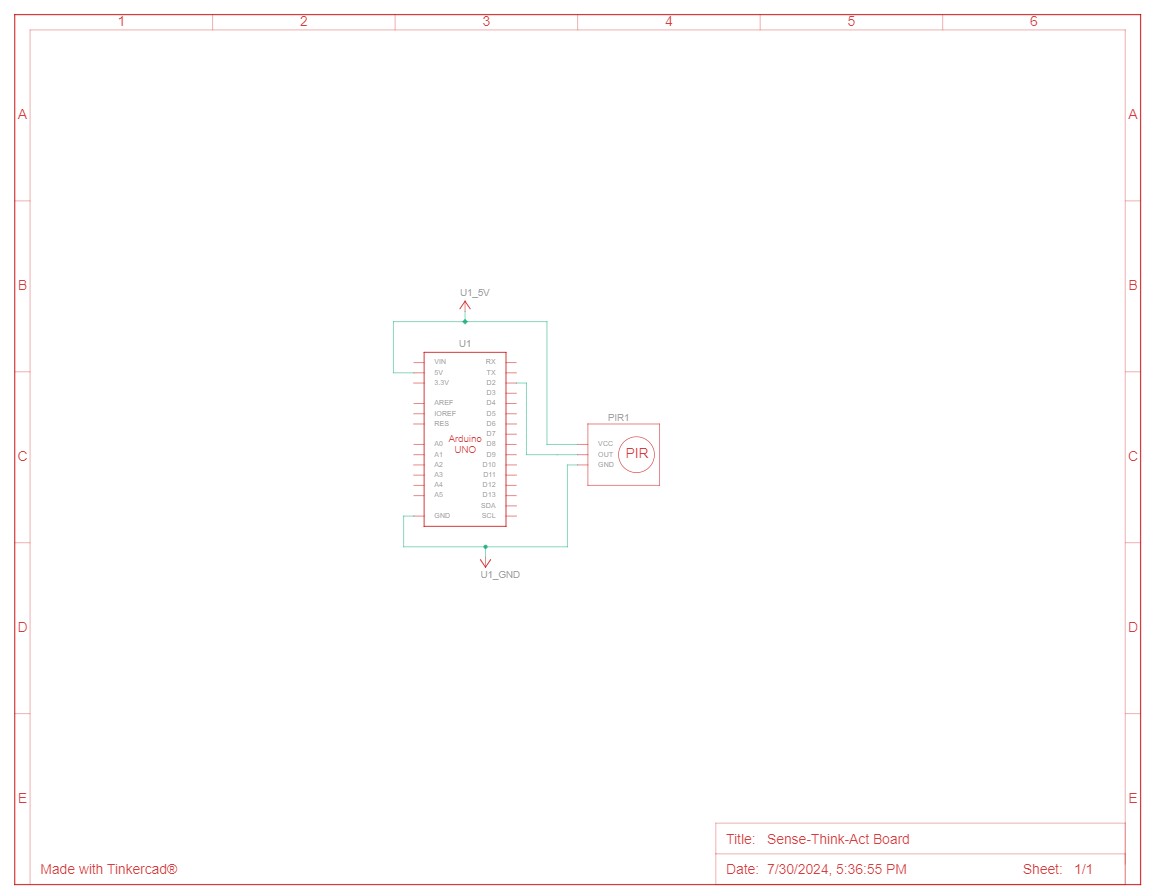 1 2 3 4 5 6
A A
B B
U1_5V
U1
VIN RX
5V TX
3.3V D2
D3
AREF D4
IOREF D5
RES D6
D7
A0 D8
A1 D9
A2 D10
A3 D11
A4 D12
A5 D13
SDA
GND SCL
Arduino
UNO
PIR1
VCC
OUT
GND
PIR
C C
U1_GND
D D
E E
Title: Sense-Think-Act Board
Made with Tinkercad®
Date: 7/30/2024, 5:36:55 PM Sheet: 1/1